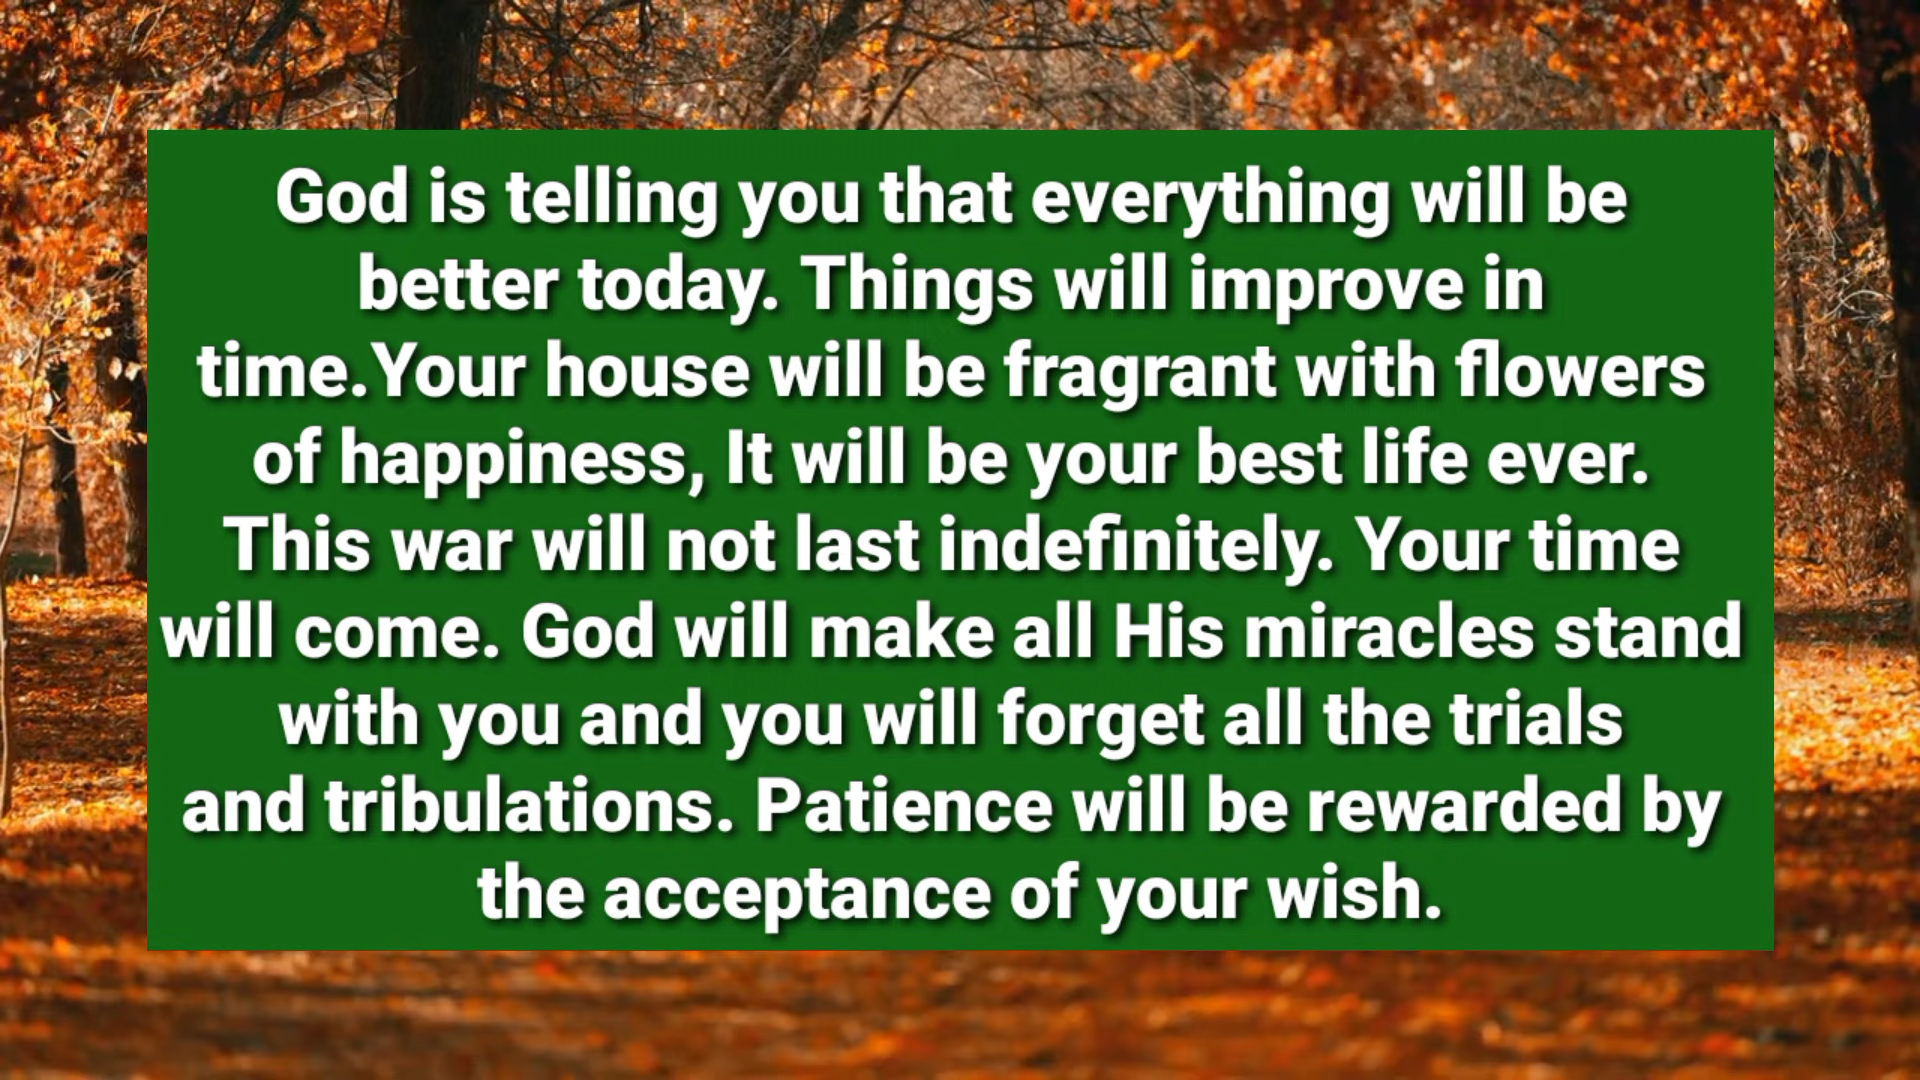 God is telling you that everything will be
better today. Things will improve in
time.Your house will be fragrant with flowers
of happiness, It will be your best life ever.
This war will not last indefinitely. Your time
will come. God will make all His miracles stand
with you and you will forget all the trials
and tribulations. Patience will be rewarded by
the acceptance of your wish.